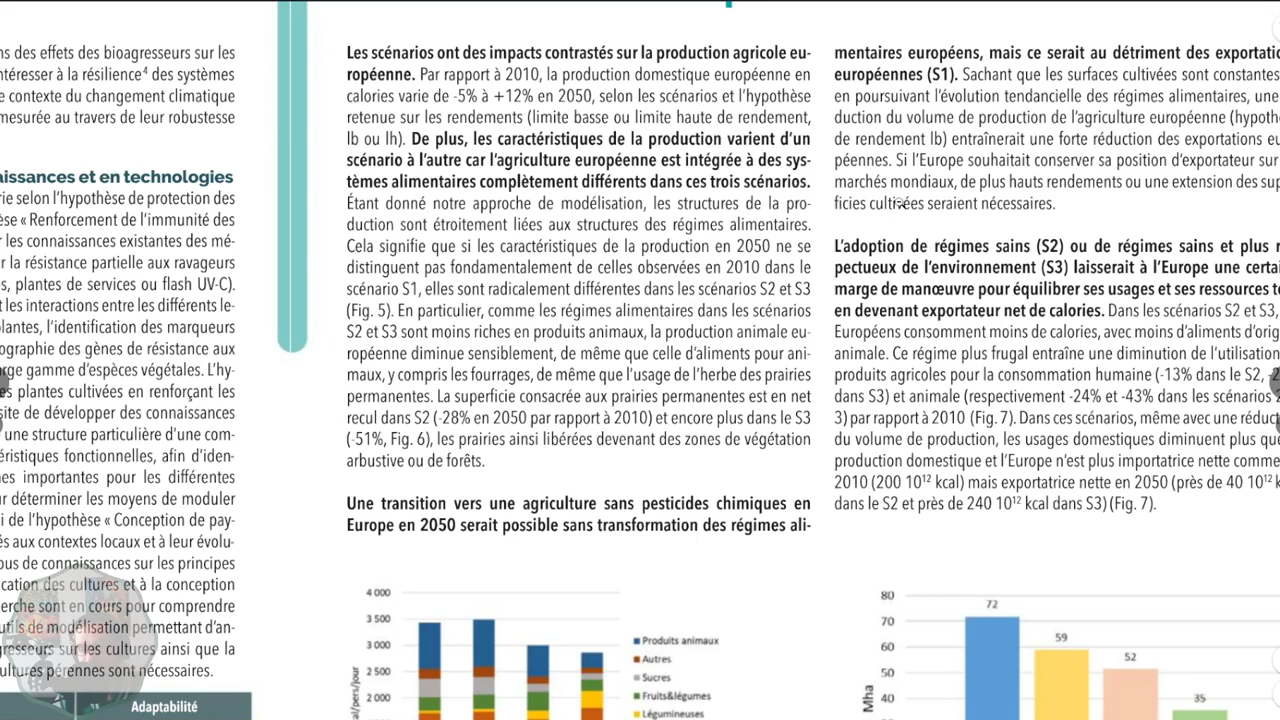 ns des effets des bioagresseurs sur les
ntéresser à la résilience⁴ des systèmes
e contexte du changement climatique
mesurée au travers de leur robustesse
aissances et en technologies
rie selon l'hypothèse de protection des
èse « Renforcement de l'immunité des
r les connaissances existantes des mé-
r la résistance partielle aux ravageurs
s, plantes de services ou flash UV-C).
t les interactions entre les différents le-
plantes, l'identification des marqueurs
ographie des gènes de résistance aux
arge gamme d'espèces végétales. L'hy-
es plantes cultivées en renforçant les
site de développer des connaissances
une structure particulière d'une com-
éristiques fonctionnelles, afin d'iden-
nes importantes pour les différentes
ur déterminer les moyens de moduler
i de l'hypothèse « Conception de pay-
és aux contextes locaux et à leur évolu-
ous de connaissances sur les principes
cation des cultures et à la conception
erche sont en cours pour comprendre
utils de modélisation permettant d'an-
gresseurs sur les cultures ainsi que la
ultures pérennes sont nécessaires.
Adaptabilité
Les scénarios ont des impacts contrastés sur la production agricole eu-
ropéenne. Par rapport à 2010, la production domestique européenne en
calories varie de -5% à +12% en 2050, selon les scénarios et l'hypothèse
retenue sur les rendements (limite basse ou limite haute de rendement,
lb ou lh). De plus, les caractéristiques de la production varient d'un
scénario à l'autre car l'agriculture européenne est intégrée à des sys-
tèmes alimentaires complètement différents dans ces trois scénarios.
Étant donné notre approche de modélisation, les structures de la pro-
duction sont étroitement liées aux structures des régimes alimentaires.
Cela signifie que si les caractéristiques de la production en 2050 ne se
distinguent pas fondamentalement de celles observées en 2010 dans le
scénario S1, elles sont radicalement différentes dans les scénarios S2 et S3
(Fig. 5). En particulier, comme les régimes alimentaires dans les scénarios
S2 et S3 sont moins riches en produits animaux, la production animale eu-
ropéenne diminue sensiblement, de même que celle d'aliments pour ani-
maux, y compris les fourrages, de même que l'usage de l'herbe des prairies
permanentes. La superficie consacrée aux prairies permanentes est en net
recul dans S2 (-28% en 2050 par rapport à 2010) et encore plus dans le S3
(-51%, Fig. 6), les prairies ainsi libérées devenant des zones de végétation
arbustive ou de forêts.
Une transition vers une agriculture sans pesticides chimiques en
Europe en 2050 serait possible sans transformation des régimes ali-
mentaires européens, mais ce serait au détriment des exportatio
européennes (S1). Sachant que les surfaces cultivées sont constantes
en poursuivant l'évolution tendancielle des régimes alimentaires, une
duction du volume de production de l'agriculture européenne (hypoth
de rendement lb) entraînerait une forte réduction des exportations eu
péennes. Si l'Europe souhaitait conserver sa position d'exportateur sur
marchés mondiaux, de plus hauts rendements ou une extension des sup
ficies cultivées seraient nécessaires.
L'adoption de régimes sains (S2) ou de régimes sains et plus r
pectueux de l'environnement (S3) laisserait à l'Europe une certai
marge de manœuvre pour équilibrer ses usages et ses ressources t
en devenant exportateur net de calories. Dans les scénarios S2 et S3,
Européens consomment moins de calories, avec moins d'aliments d'orig
animale. Ce régime plus frugal entraîne une diminution de l'utilisation
produits agricoles pour la consommation humaine (-13% dans le S2, -2
dans S3) et animale (respectivement -24% et -43% dans les scénarios 2
3) par rapport à 2010 (Fig. 7). Dans ces scénarios, même avec une réduct
du volume de production, les usages domestiques diminuent plus que
production domestique et l'Europe n'est plus importatrice nette comme
2010 (200 10¹² kcal) mais exportatrice nette en 2050 (près de 40 10¹² k
dans le S2 et près de 240 10¹² kcal dans S3) (Fig. 7).
4 000
3 500
3 000
2 500
2 000
al/pers/jour
Produits animaux
Autres
Sucres
Fruits&légumes
Légumineuses
80
70
60
50
40
Mha
72
59
52
35